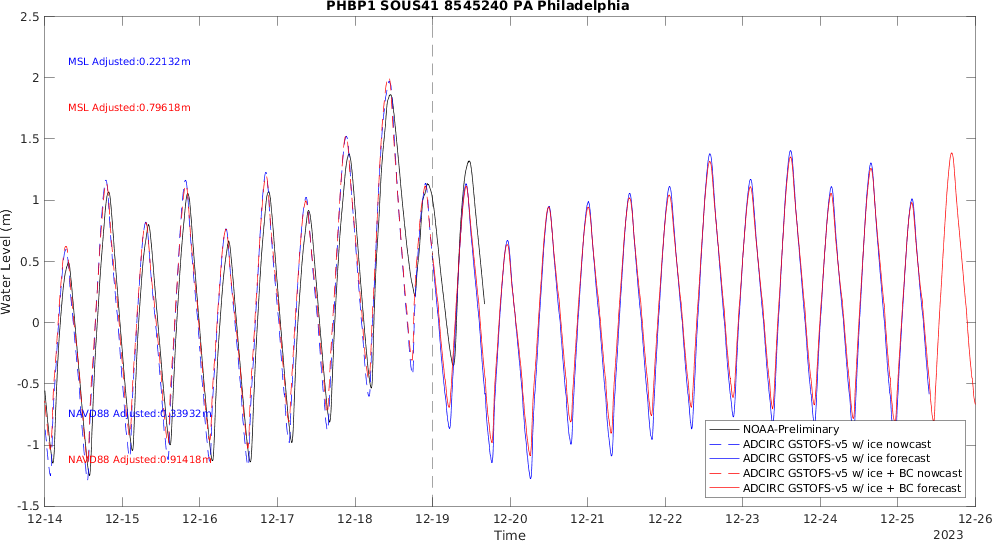 PHBP1 SOUS41 8545240 PA Philadelphia
2.5
2
1.5
1
0.5
0
-0.5
-1
-1.5
Water Level (m)
MSL Adjusted:0.22132m
MSL Adjusted:0.79618m
NAVD88 Adjusted:0.33932m
NAVD88 Adjusted:0.91418m
NOAA-Preliminary
ADCIRC GSTOFS-v5 w/ ice nowcast
ADCIRC GSTOFS-v5 w/ ice forecast
ADCIRC GSTOFS-v5 w/ ice + BC nowcast
ADCIRC GSTOFS-v5 w/ ice + BC forecast
12-14 12-15 12-16 12-17 12-18 12-19 12-20 12-21 12-22 12-23 12-24 12-25 12-26
Time
2023